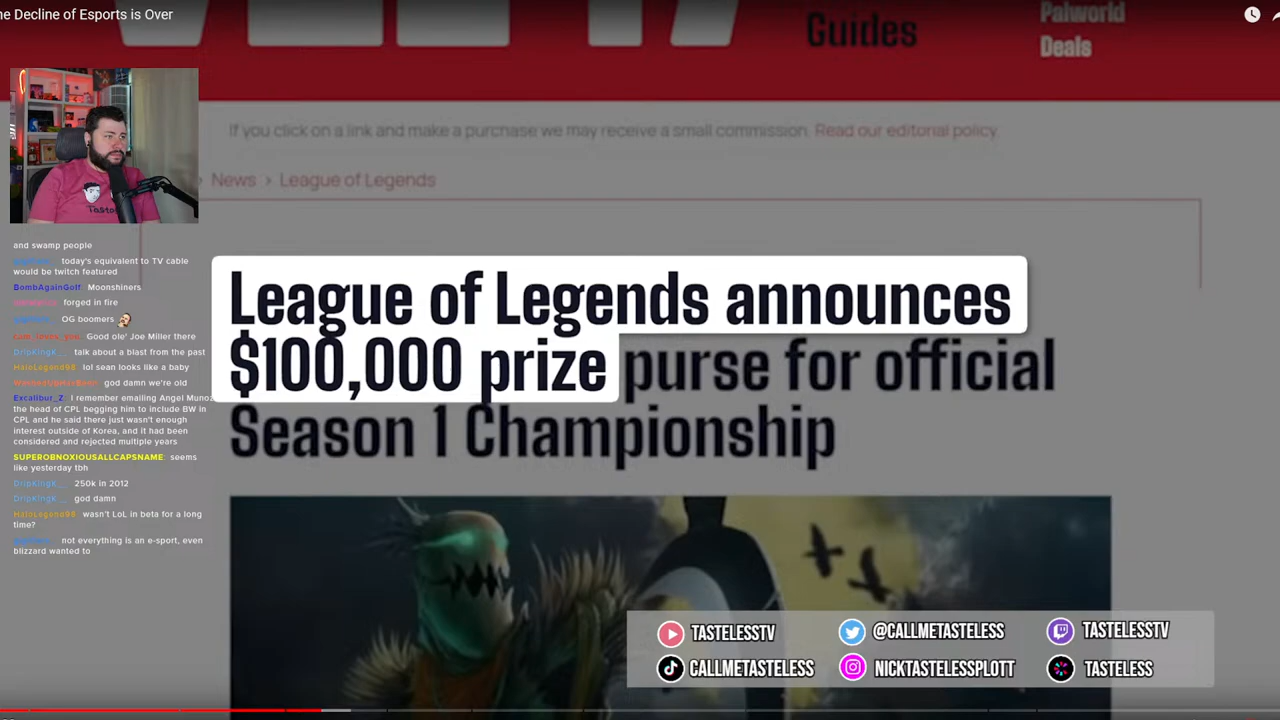 he Decline of Esports is Over
Guides
Palworld
Deals
If you click on a link and make a purchase we may receive a small commission. Read our editorial policy.
> News > League of Legends
League of Legends announces
$100,000 prize purse for official
Season 1 Championship
and swamp people
today's equivalent to TV cable
would be twitch featured
BombAgainGolf Moonshiners
forged in fire
OG boomers
Good ole' Joe Miller there
DripKingK__ talk about a blast from the past
HaloLegend98 lol sean looks like a baby
god damn we're old
Excalibur_Z: I remember emailing Angel Munoz
the head of CPL begging him to include BW in
CPL and he said there just wasn't enough
interest outside of Korea, and it had been
considered and rejected multiple years
SUPEROBNOXIOUSALLCAPSNAME: seems
like yesterday tbh
DripKingK__ 250k in 2012
DripKingK__ god damn
HaloLegend98 wasn't LoL in beta for a long
time?
not everything is an e-sport, even
blizzard wanted to
TASTELESSTV
@CALLMETASTELESS
TASTELESSTV
CALLMETASTELESS
NICKTASTELESSPLOTT
TASTELESS